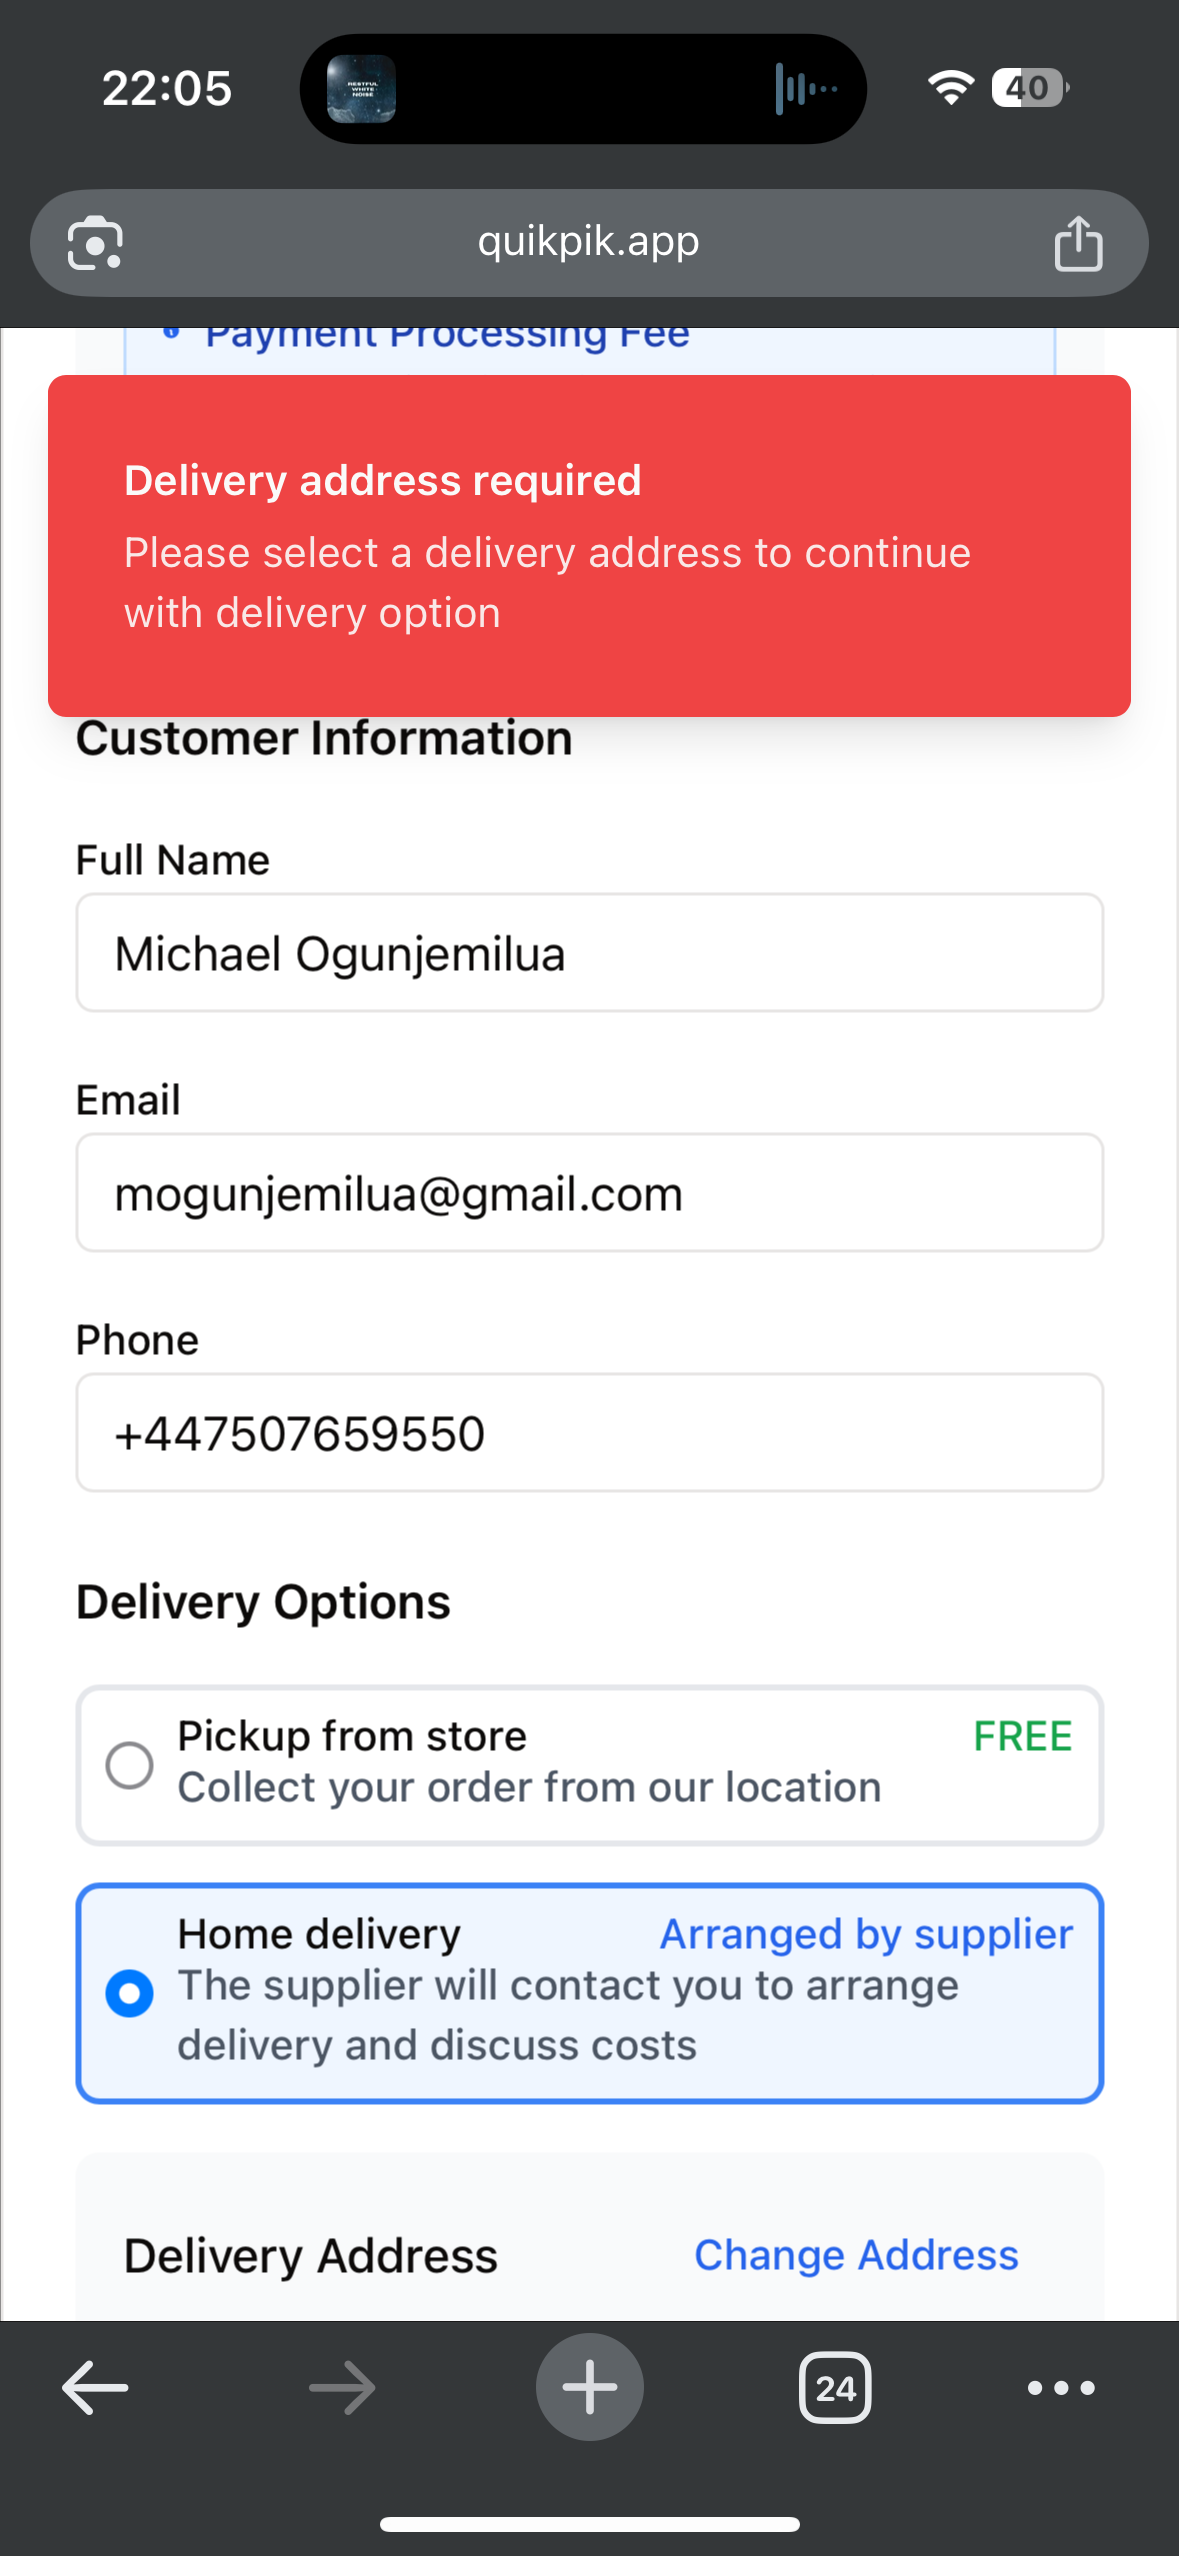 22:05
RESTFUL
WHITE
NOISE
40
quikpik.app
Payment Processing Fee
Delivery address required
Please select a delivery address to continue
with delivery option
Customer Information
Full Name
Michael Ogunjemilua
Email
mogunjemilua@gmail.com
Phone
+447507659550
Delivery Options
Pickup from store
FREE
Collect your order from our location
Home delivery
Arranged by supplier
The supplier will contact you to arrange
delivery and discuss costs
Delivery Address
Change Address
24